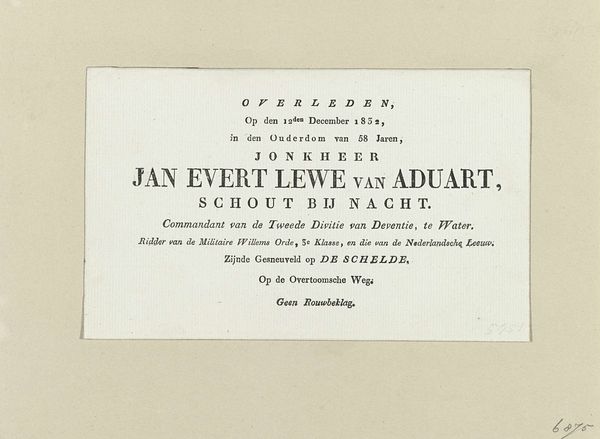 OVERLEDEN,
Op den 12den December 1832,
in den Ouderdom van 58 Jaren,
JONKHEER
JAN EVERT LEWE VAN ADUART,
SCHOUT BIJ NACHT.
Commandant van de Tweede Divitie van Deventie, te Water.
Ridder van de Militaire Willems Orde, 3e Klasse, en die van de Nederlandsche Leeuw.
Zijnde Gesneuveld op DE SCHELDE,
Op de Overtoomsche Weg.
Geen Rouwbeklag.
6875